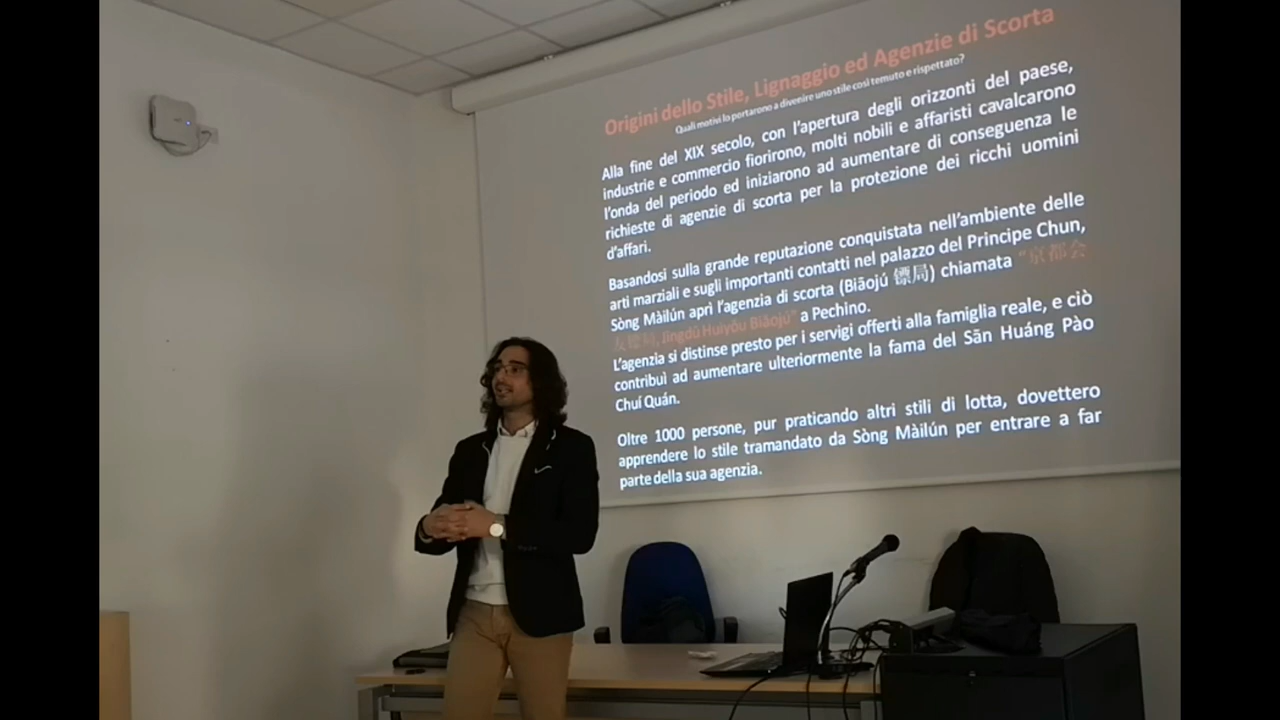 Origini dello Stile, Lignaggio ed Agenzie di Scorta
Quali motivi lo portarono a divenire uno stile così temuto e rispettato?
Alla fine del XIX secolo, con l'apertura degli orizzonti del paese,
industrie e commercio fiorirono, molti nobili e affaristi cavalcarono
l'onda del periodo ed iniziarono ad aumentare di conseguenza le
richieste di agenzie di scorta per la protezione dei ricchi uomini
d'affari.
Basandosi sulla grande reputazione conquistata nell'ambiente delle
arti marziali e sugli importanti contatti nel palazzo del Principe Chun,
Sòng Màilún aprì l'agenzia di scorta (Biāojú 镖局) chiamata "京都会
友镖局, Jīngdū Huìyǒu Biāojú" a Pechino.
L'agenzia si distinse presto per i servigi offerti alla famiglia reale, e ciò
contribuì ad aumentare ulteriormente la fama del Sān Huáng Pào
Chuí Quán.
Oltre 1000 persone, pur praticando altri stili di lotta, dovettero
apprendere lo stile tramandato da Sòng Màilún per entrare a far
parte della sua agenzia.